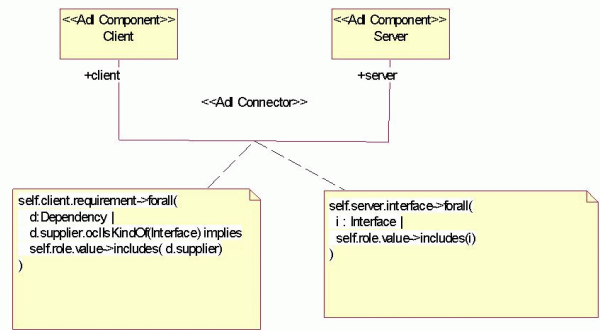 <<Adl Component>>
Client
<<Adl Component>>
Server
+client
+server
<<Adl Connector>>
self.client.requirement->forall(
d:Dependency |
d.supplier.oclIsKindOf(Interface) implies
self.role.value->includes( d.supplier)
)
self.server.interface->forall(
i : Interface |
self.role.value->includes(i)
)